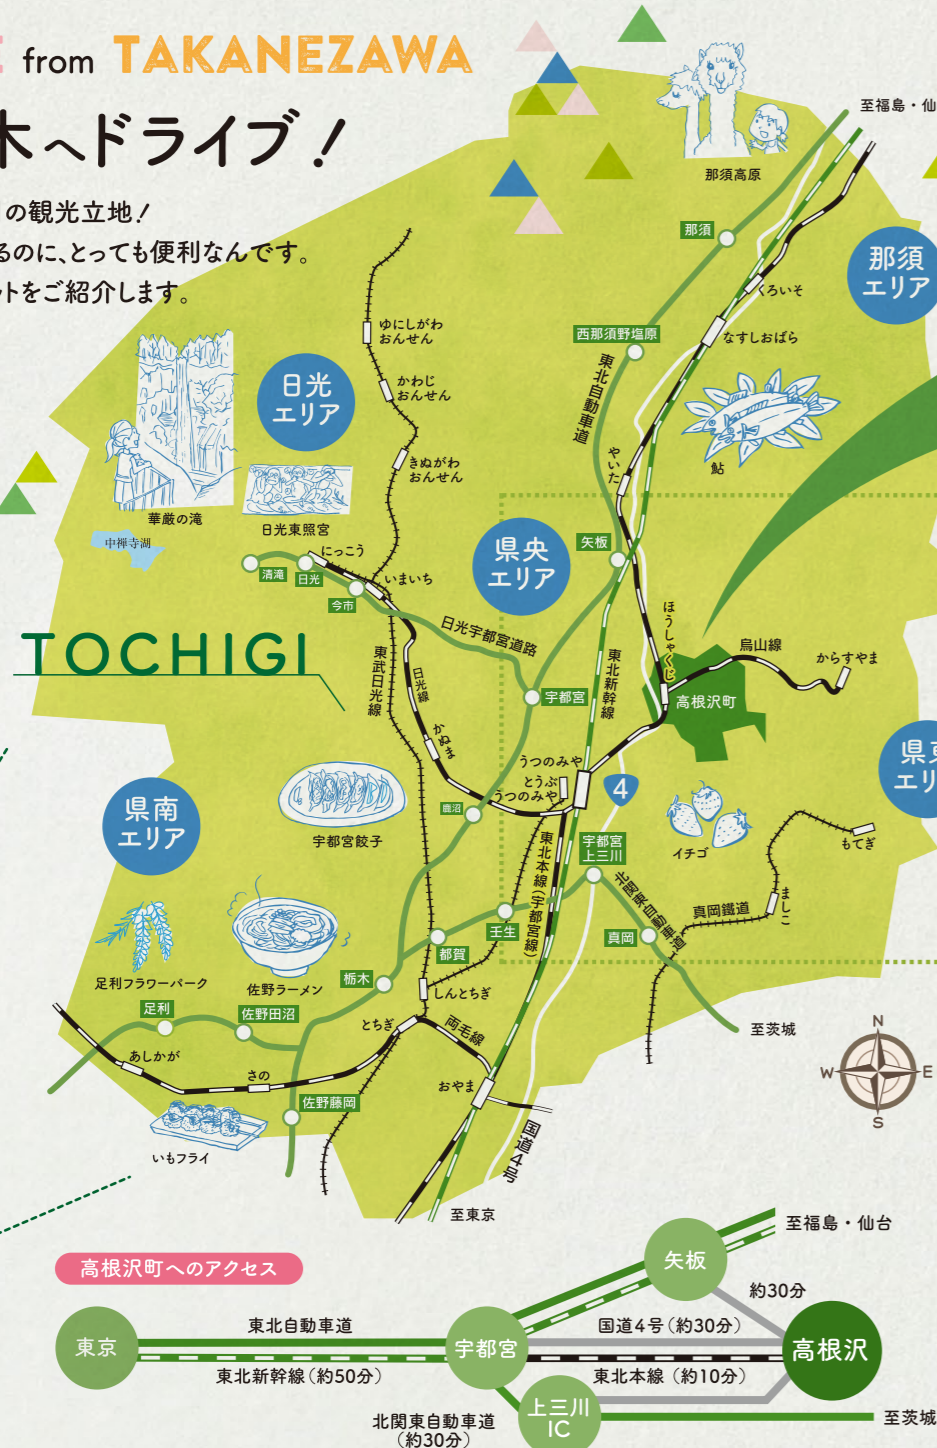 from TAKANEZAWA
木へドライブ!
の観光立地!
るのに、とっても便利なんです。
トをご紹介します。
至福島・仙
那須高原
那須
那須
エリア
くろいそ
なすしおばら
西那須野塩原
東北自動車道
ゆにしがわ
おんせん
かわじ
おんせん
きぬがわ
おんせん
日光
エリア
鮎
やいた
華厳の滝
日光東照宮
中禅寺湖
にっこう
清滝
日光
今市
いまいち
県央
エリア
矢板
日光宇都宮道路
ほうしゃくじ
烏山線
からすやま
高根沢町
TOCHIGI
東武日光線
日光線
東北新幹線
宇都宮
かぬま
うつのみや
とうぶ
うつのみや
4
県東
エリ
県南
エリア
宇都宮餃子
鹿沼
イチゴ
もてぎ
宇都宮
上三川
東北本線(宇都宮線)
北関東自動車道
真岡鐵道
ましこ
真岡
壬生
都賀
足利フラワーパーク
佐野ラーメン
栃木
しんとちぎ
足利
佐野田沼
とちぎ
両毛線
至茨城
あしかが
さの
おやま
佐野藤岡
いもフライ
国道4号
至東京
N
W
E
S
高根沢町へのアクセス
至福島・仙台
矢板
約30分
東京
東北自動車道
宇都宮
国道4号(約30分)
高根沢
東北新幹線(約50分)
東北本線(約10分)
上三川
IC
北関東自動車道
(約30分)
至茨城